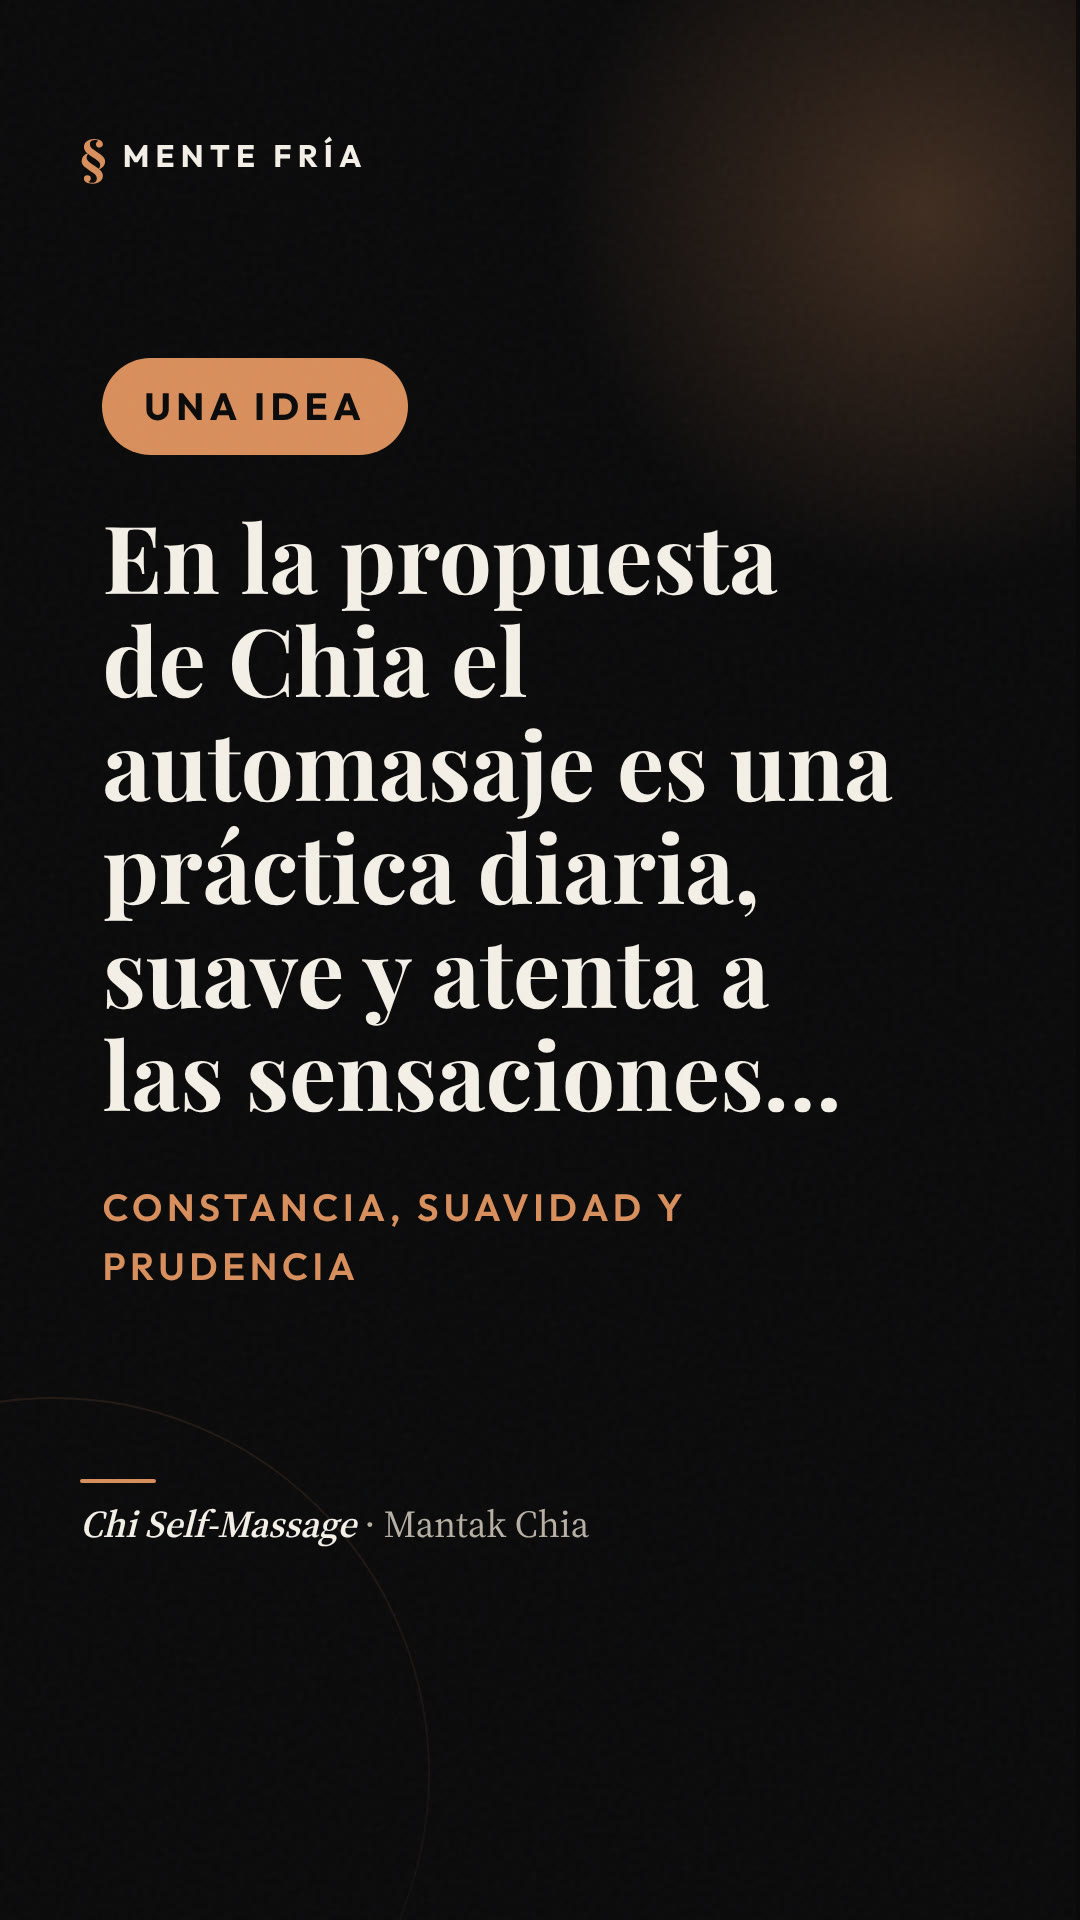 § MENTE FRÍA
UNA IDEA
En la propuesta
de Chia el
automasaje es una
práctica diaria,
suave y atenta a
las sensaciones...
CONSTANCIA, SUAVIDAD Y
PRUDENCIA
Chi Self-Massage · Mantak Chia